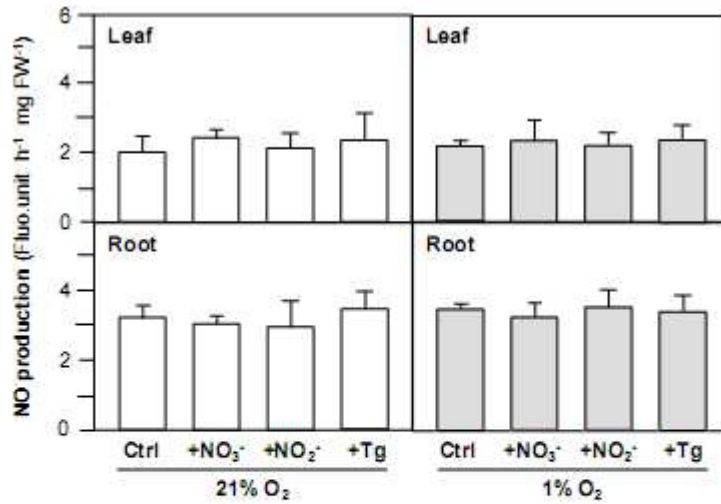 NO production (Fluo.unit. h⁻¹ mg FW⁻¹)
6
4
2
0
4
2
0
Leaf
Leaf
Root
Root
Ctrl +NO₃⁻ +NO₂⁻ +Tg Ctrl +NO₃⁻ +NO₂⁻ +Tg
21% O₂ 1% O₂